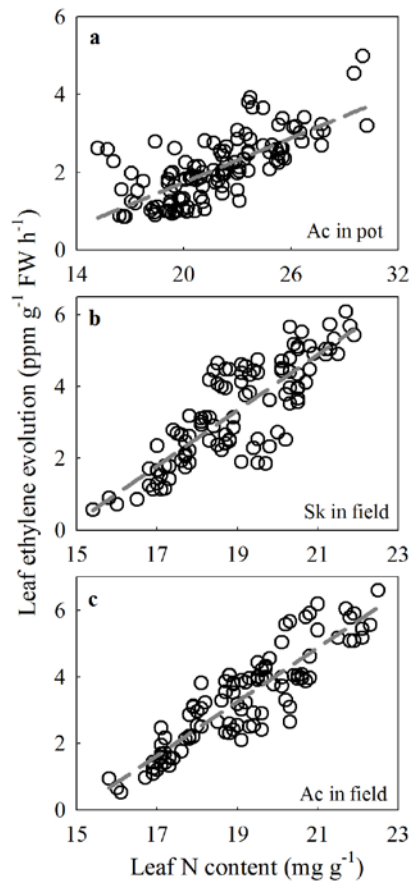 6
a
4
2
0
Ac in pot
14 20 26 32
Leaf ethylene evolution (ppm g⁻¹ FW h⁻¹)
b
6
4
2
0
Sk in field
15 17 19 21 23
c
6
4
2
0
Ac in field
15 17 19 21 23
Leaf N content (mg g⁻¹)